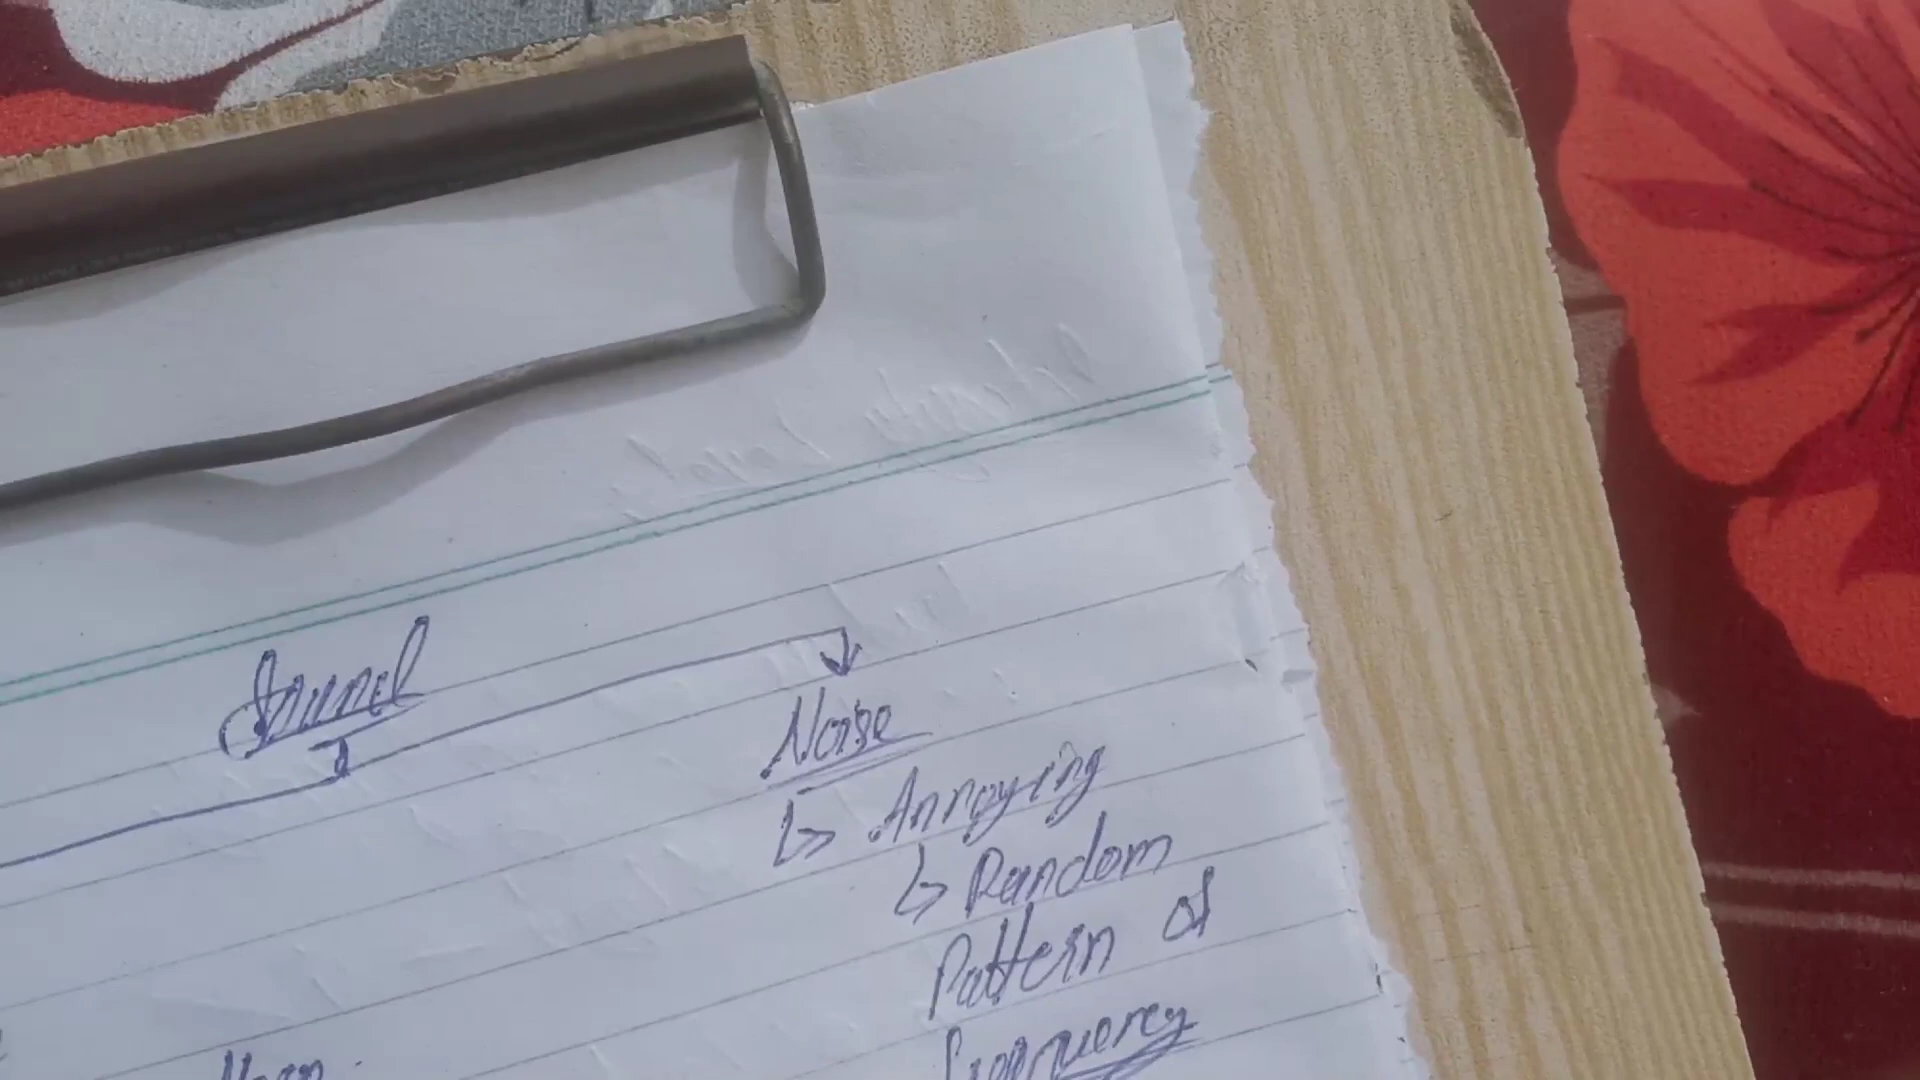 Sound
Noise
↳ Annoying
↳ Random
Pattern of
Frequency